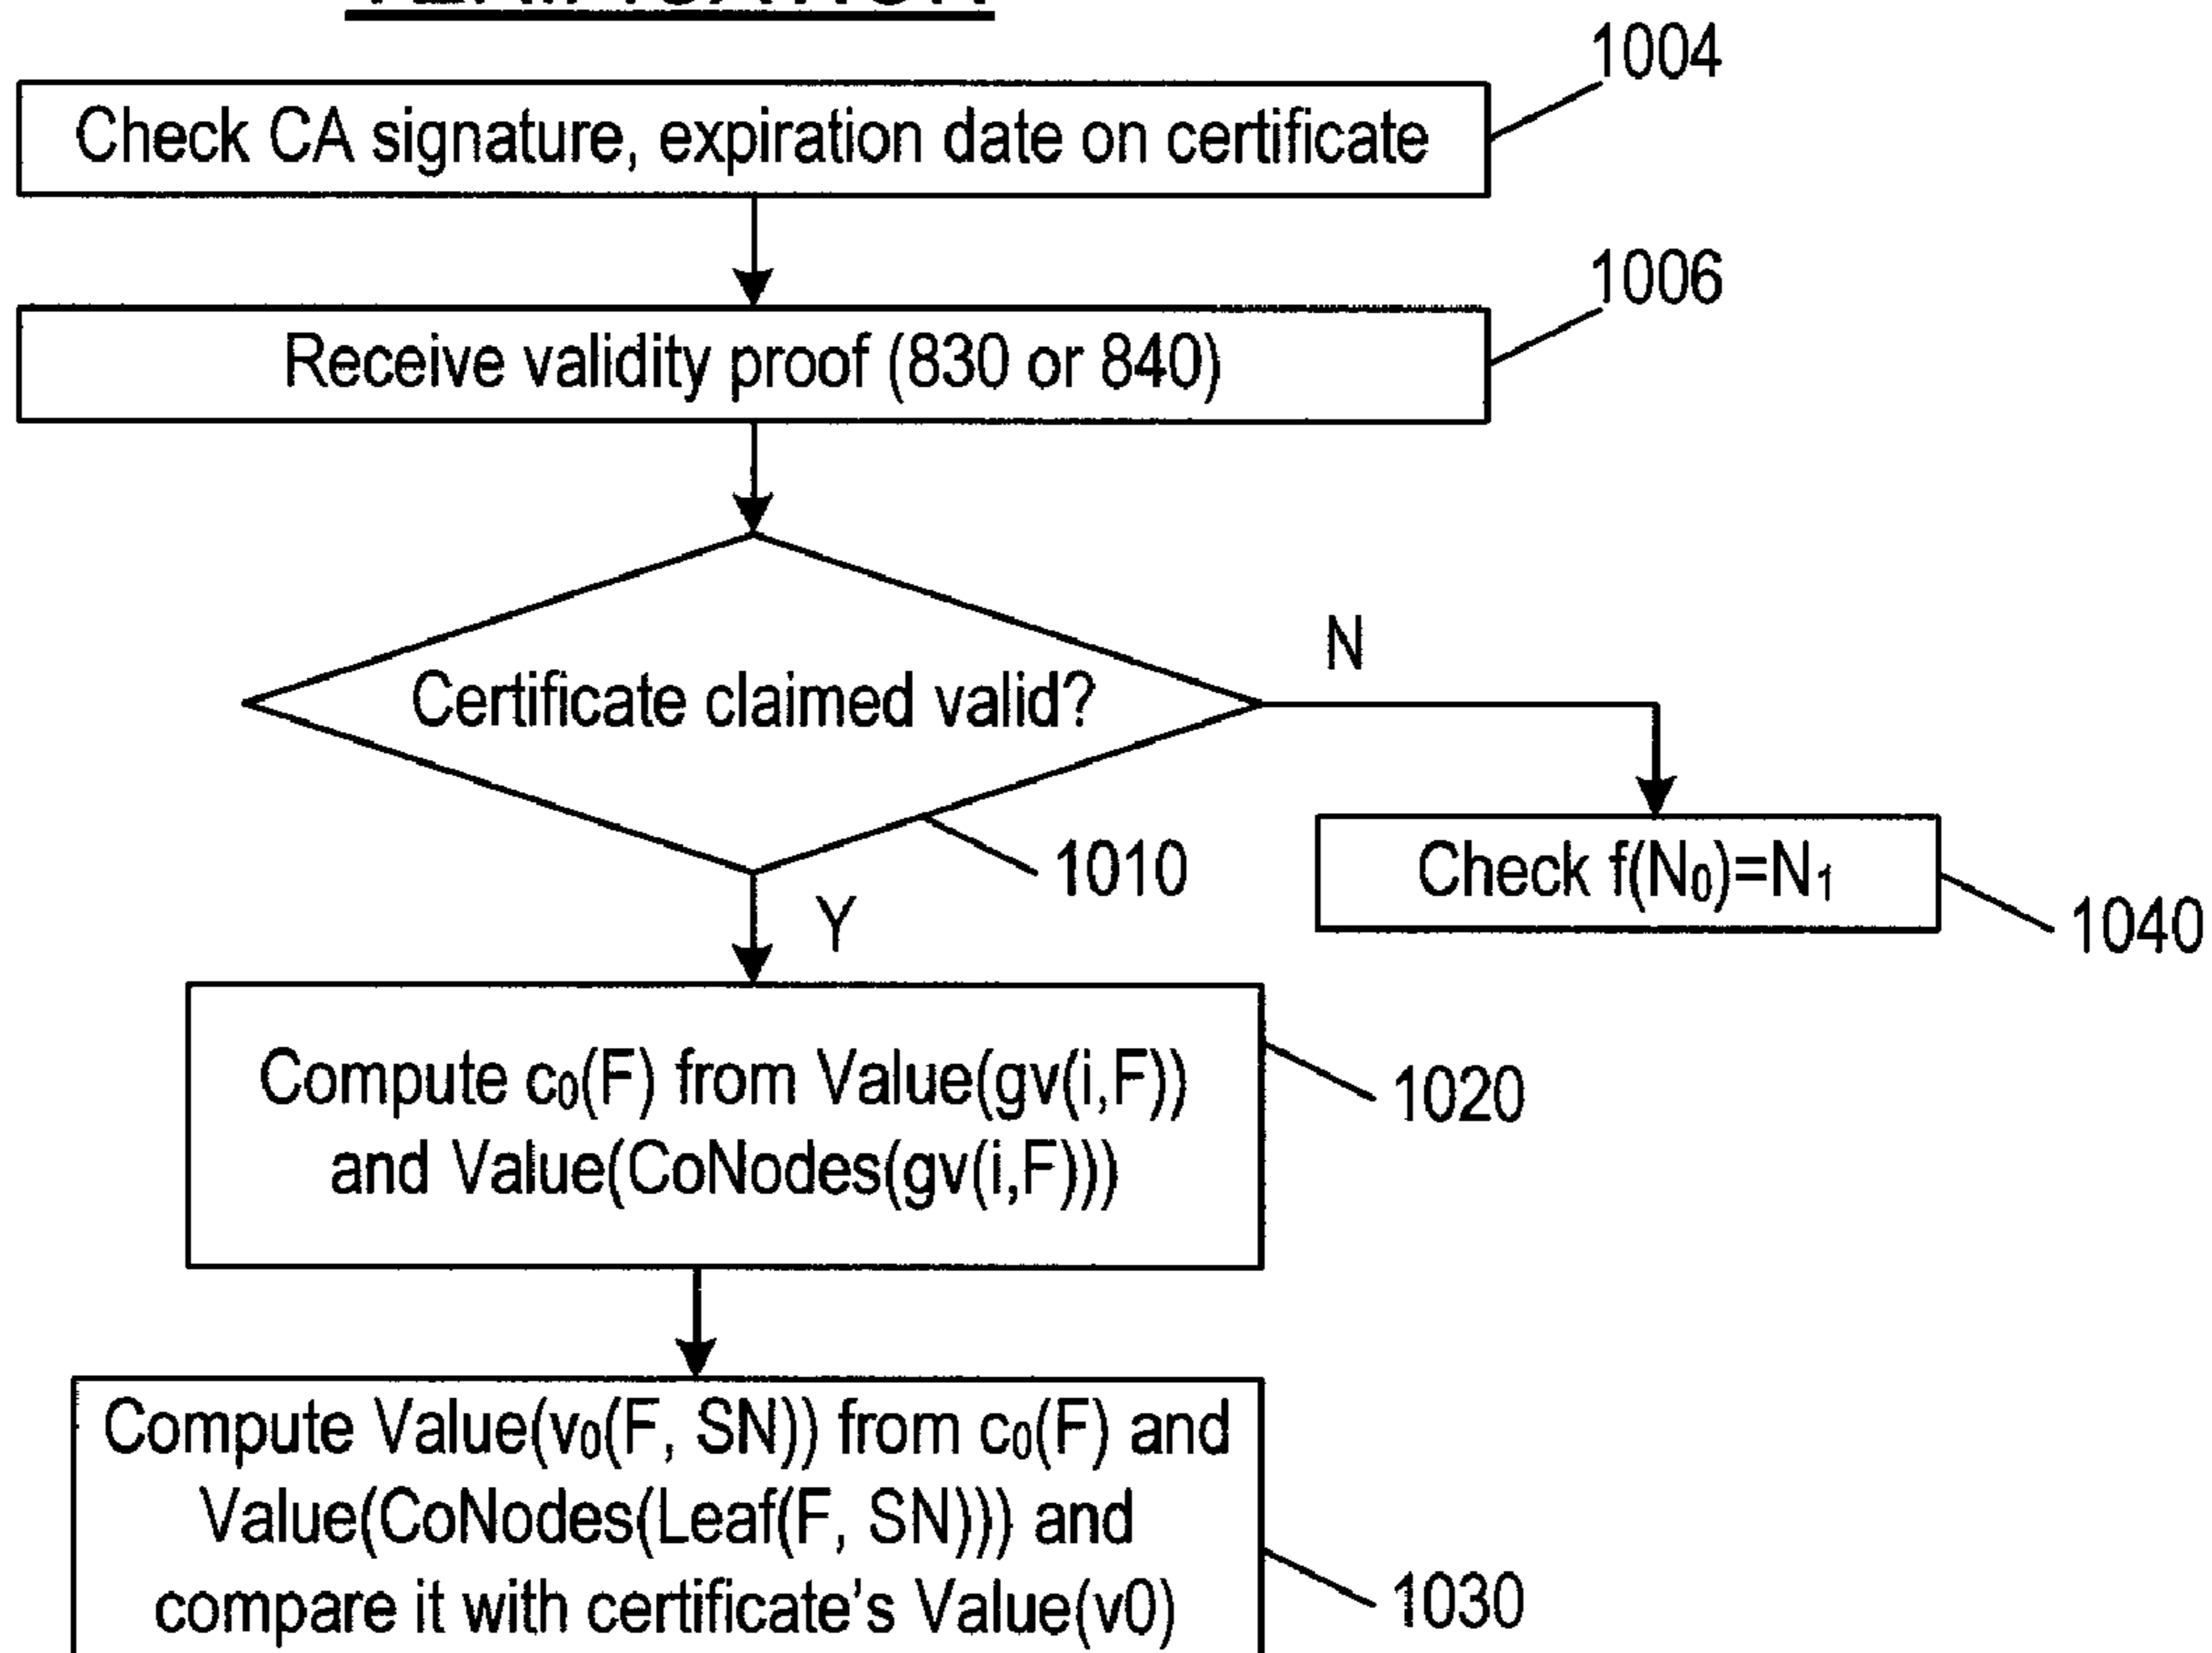 1004
Check CA signature, expiration date on certificate
1006
Receive validity proof (830 or 840)
Certificate claimed valid?
N
1010
Y
Check f(N₀)=N₁
1040
Compute c₀(F) from Value(gv(i,F))
and Value(CoNodes(gv(i,F)))
1020
Compute Value(v₀(F, SN)) from c₀(F) and
Value(CoNodes(Leaf(F, SN))) and
compare it with certificate's Value(v0)
1030